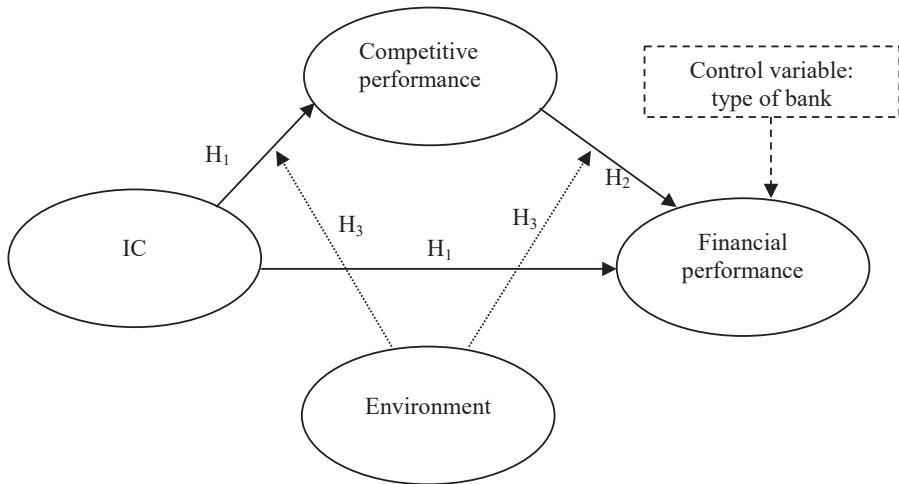 Competitive
performance
Control variable:
type of bank
H₁
H₂
H₃
H₃
IC
H₁
Financial
performance
Environment